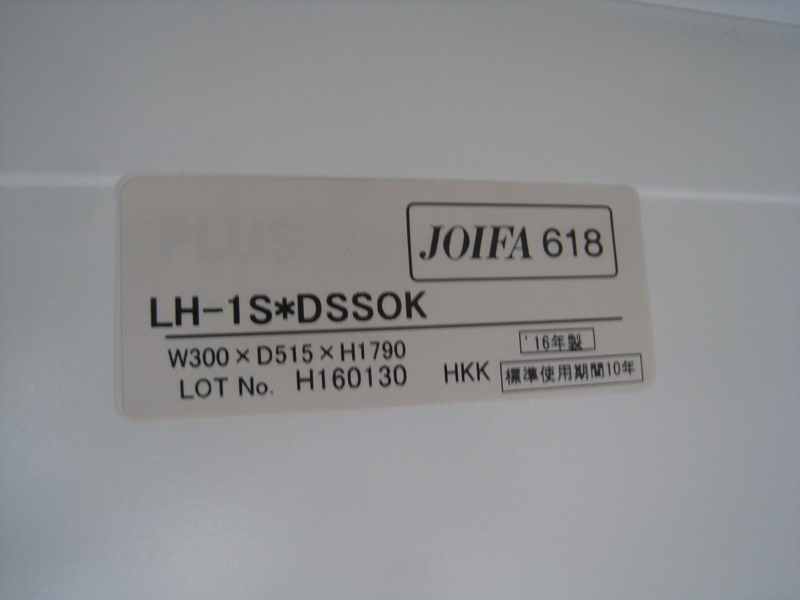 PLUS
JOIFA 618
LH-1S*DSSOK
'16年製
W300×D515×H1790
LOT No. H160130 HKK 標準使用期間10年